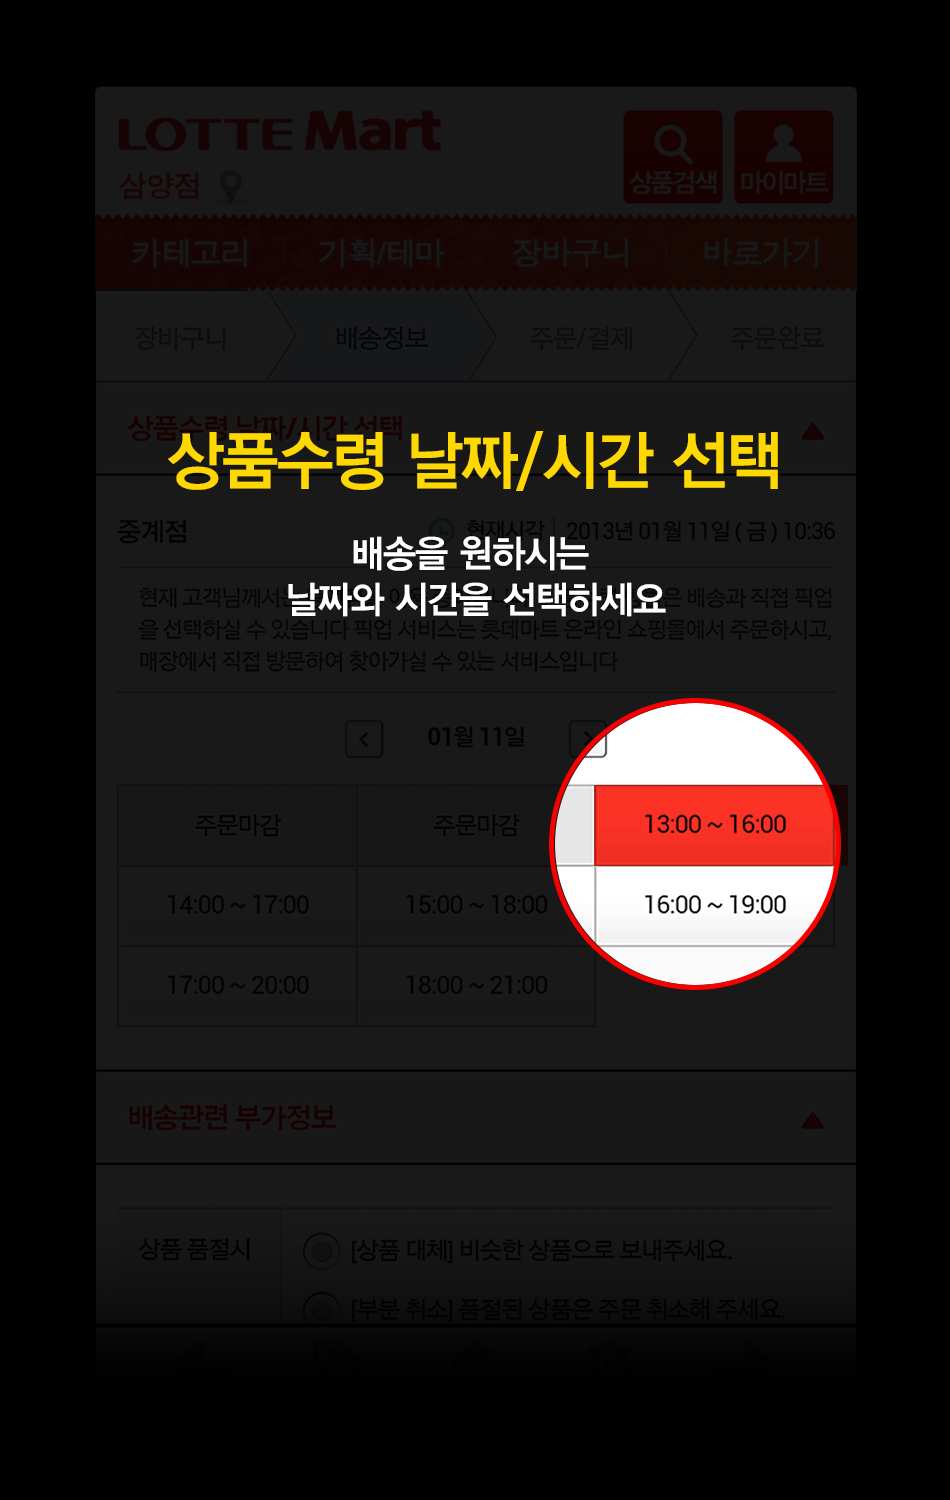 LOTTE Mart
삼양점
상품검색
마이마트
카테고리 기획/테마 장바구니 바로가기
장바구니 배송정보 주문/결제 주문완료
상품수령 날짜/시간 선택
상품수령 날짜/시간 선택
중계점 현재시각 2013년 01월 11일 ( 금 ) 10:36
배송을 원하시는
날짜와 시간을 선택하세요
현재 고객님께서 배송과 직접 픽업
을 선택하실 수 있습니다 픽업 서비스는 롯데마트 온라인 쇼핑몰에서 주문하시고,
매장에서 직접 방문하여 찾아가실 수 있는 서비스입니다
< 01월 11일 >
주문마감 주문마감 13:00 ~ 16:00
14:00 ~ 17:00 15:00 ~ 18:00 16:00 ~ 19:00
17:00 ~ 20:00 18:00 ~ 21:00
배송관련 부가정보
상품 품절시 [상품 대체] 비슷한 상품으로 보내주세요.
[부분 취소] 품절된 상품은 주문 취소해 주세요.